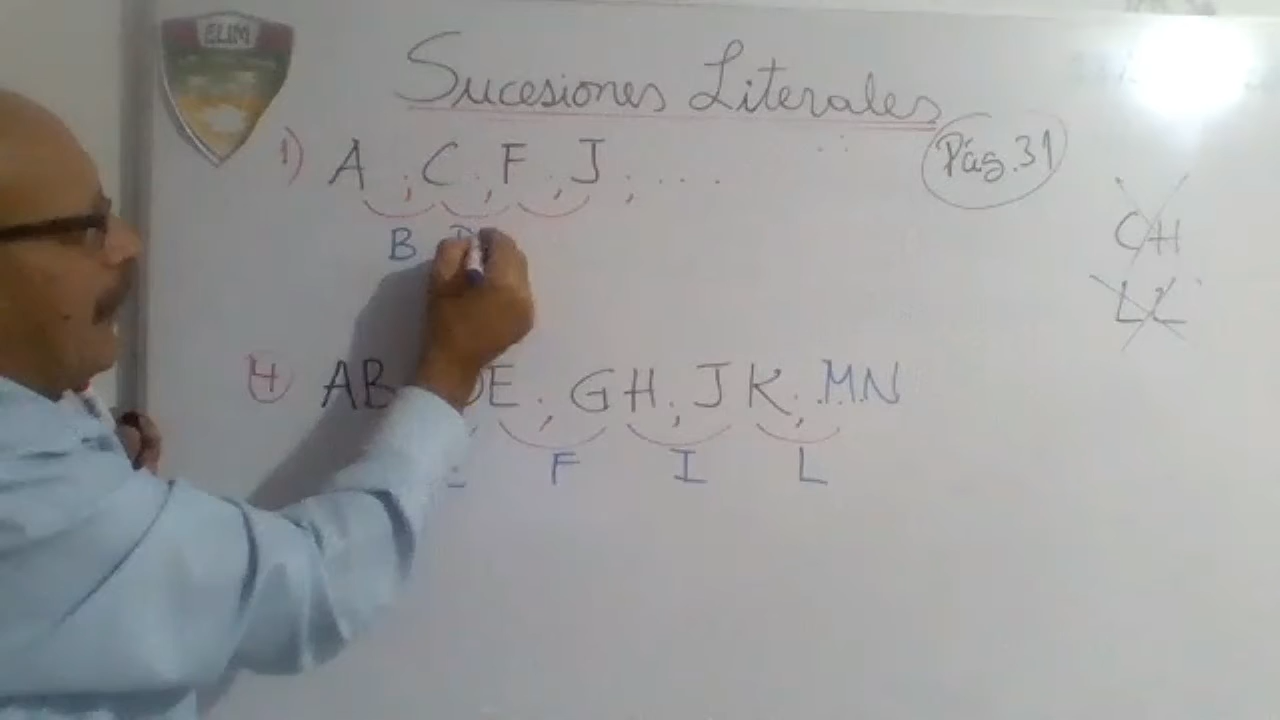 ELIM
Sucesiones Literales
Pág. 31
1) A ; C ; F ; J ; ....
B D
CH
LL
4) AB DE ; GH ; JK ; MN
F I L